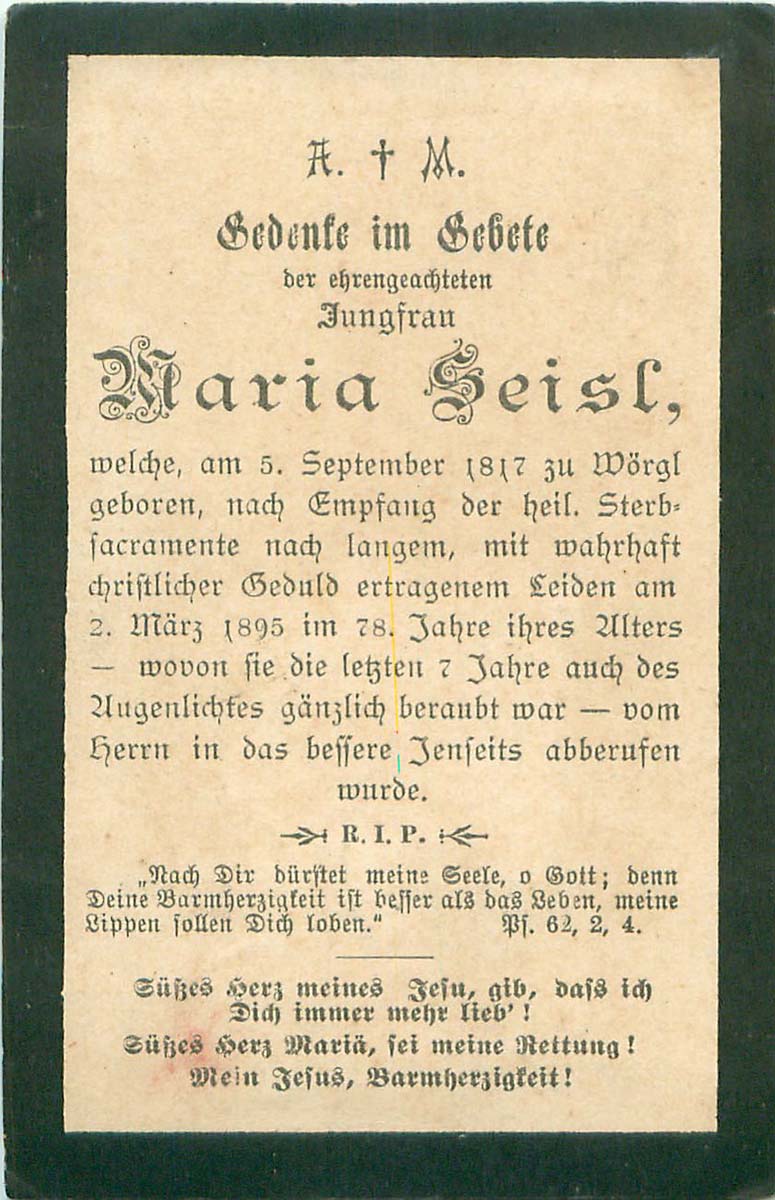 A. † M.
Gedenke im Gebete
der ehrengeachteten
Jungfrau
Maria Seisl,
welche, am 5. September 1817 zu Wörgl
geboren, nach Empfang der heil. Sterb-
sacramente nach langem, mit wahrhaft
christlicher Geduld ertragenem Leiden am
2. März 1895 im 78. Jahre ihres Alters
— wovon sie die letzten 7 Jahre auch des
Augenlichtes gänzlich beraubt war — vom
Herrn in das bessere Jenseits abberufen
wurde.
R. I. P.
„Nach Dir dürstet meine Seele, o Gott; denn
Deine Barmherzigkeit ist besser als das Leben, meine
Lippen sollen Dich loben.“ Ps. 62, 2, 4.
Süßes Herz meines Jesu, gib, dass ich
Dich immer mehr lieb’!
Süßes Herz Mariä, sei meine Rettung!
Mein Jesus, Barmherzigkeit!